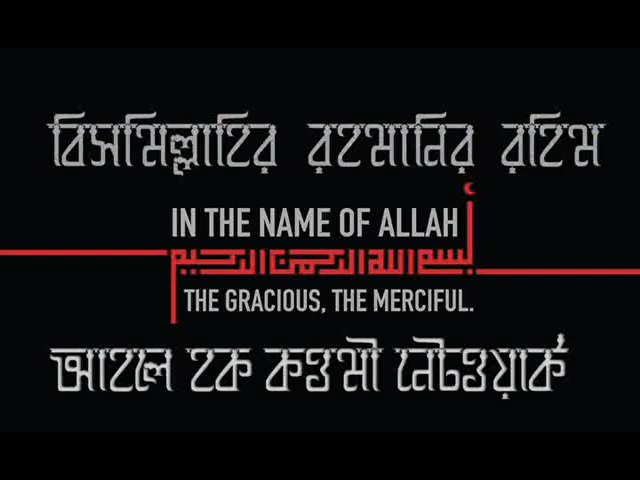 বিসমিল্লাহির রহমানির রহিম
IN THE NAME OF ALLAH
بسم الله الرحمن الرحيم
THE GRACIOUS, THE MERCIFUL.
আহলে হক কওমী নেটওয়ার্ক